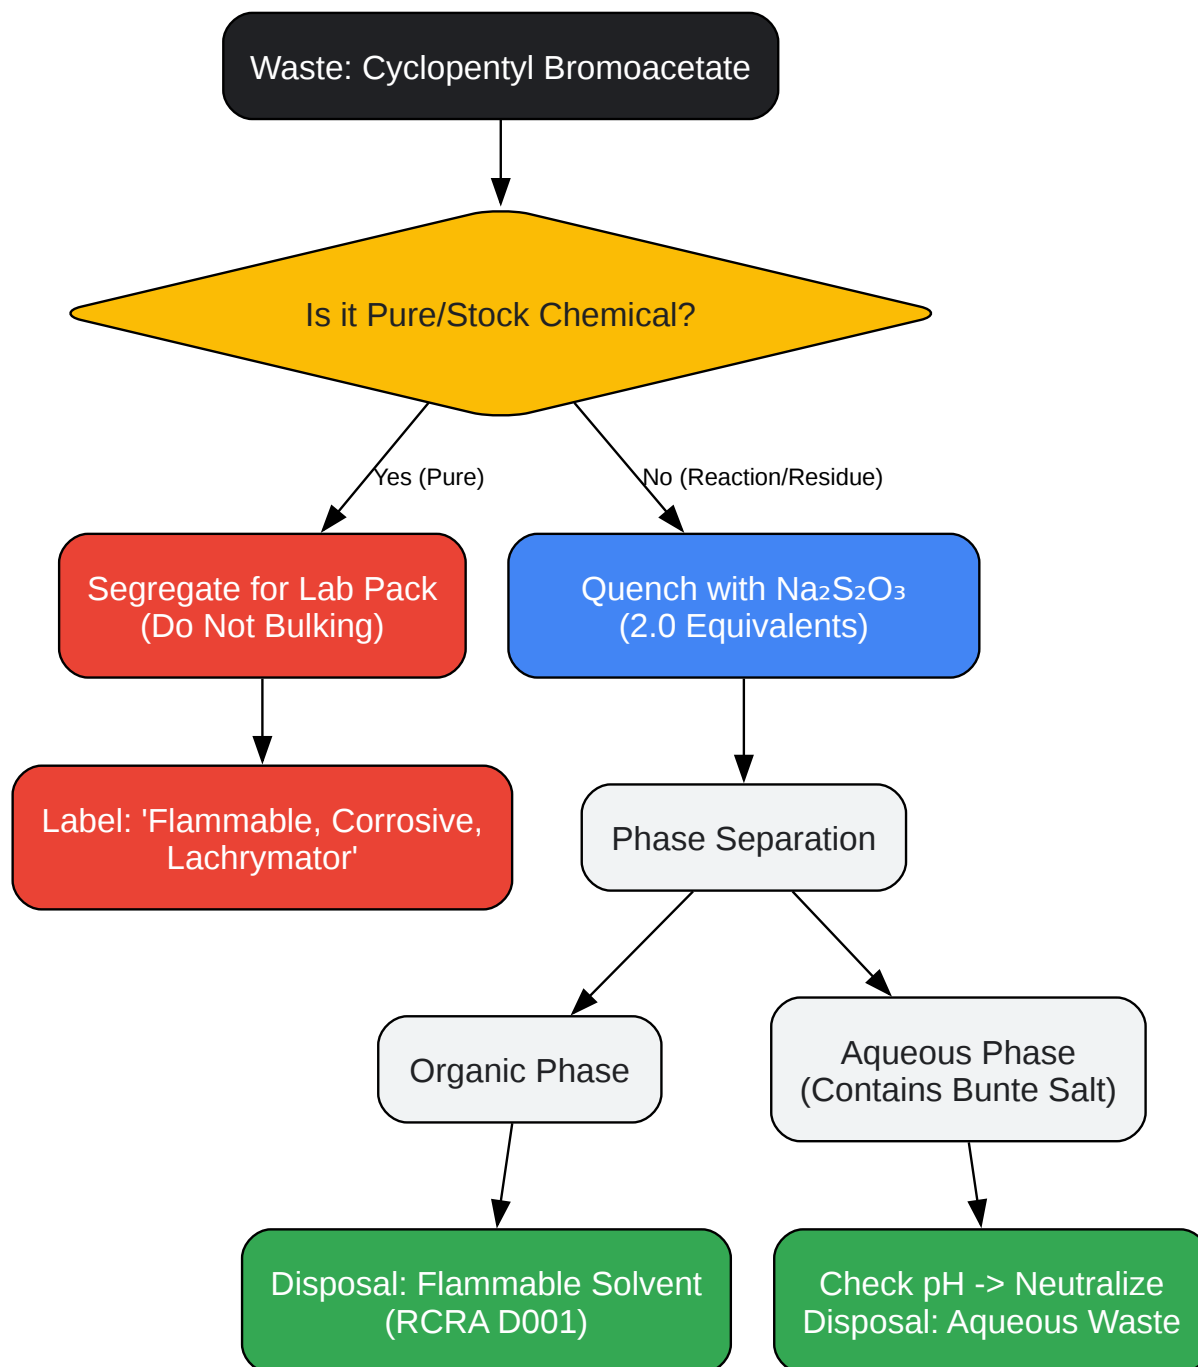 Waste: Cyclopentyl Bromoacetate
Is it Pure/Stock Chemical?
Yes (Pure)
No (Reaction/Residue)
Segregate for Lab Pack
(Do Not Bulking)
Quench with Na₂S₂O₃
(2.0 Equivalents)
Label: 'Flammable, Corrosive,
Lachrymator'
Phase Separation
Organic Phase
Aqueous Phase
(Contains Bunte Salt)
Disposal: Flammable Solvent
(RCRA D001)
Check pH -> Neutralize
Disposal: Aqueous Waste